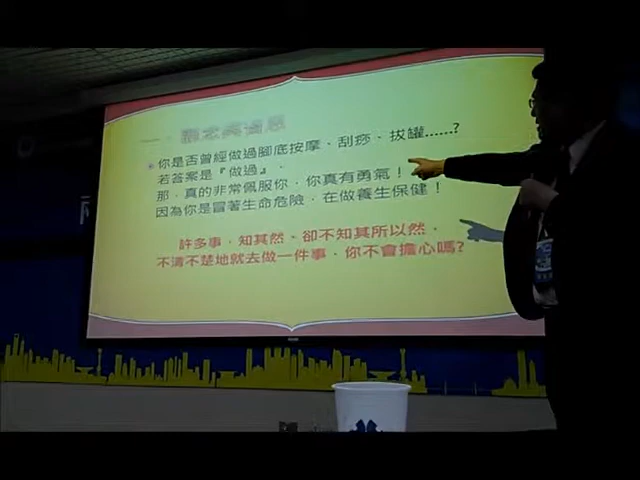 你是否曾經做過腳底按摩、刮痧、拔罐......?
若答案是『做過』,
那,真的非常佩服你,你真有勇氣!
因為你是冒著生命危險,在做養生保健!
許多事,知其然,卻不知其所以然,
不清不楚地就去做一件事,你不會擔心嗎?